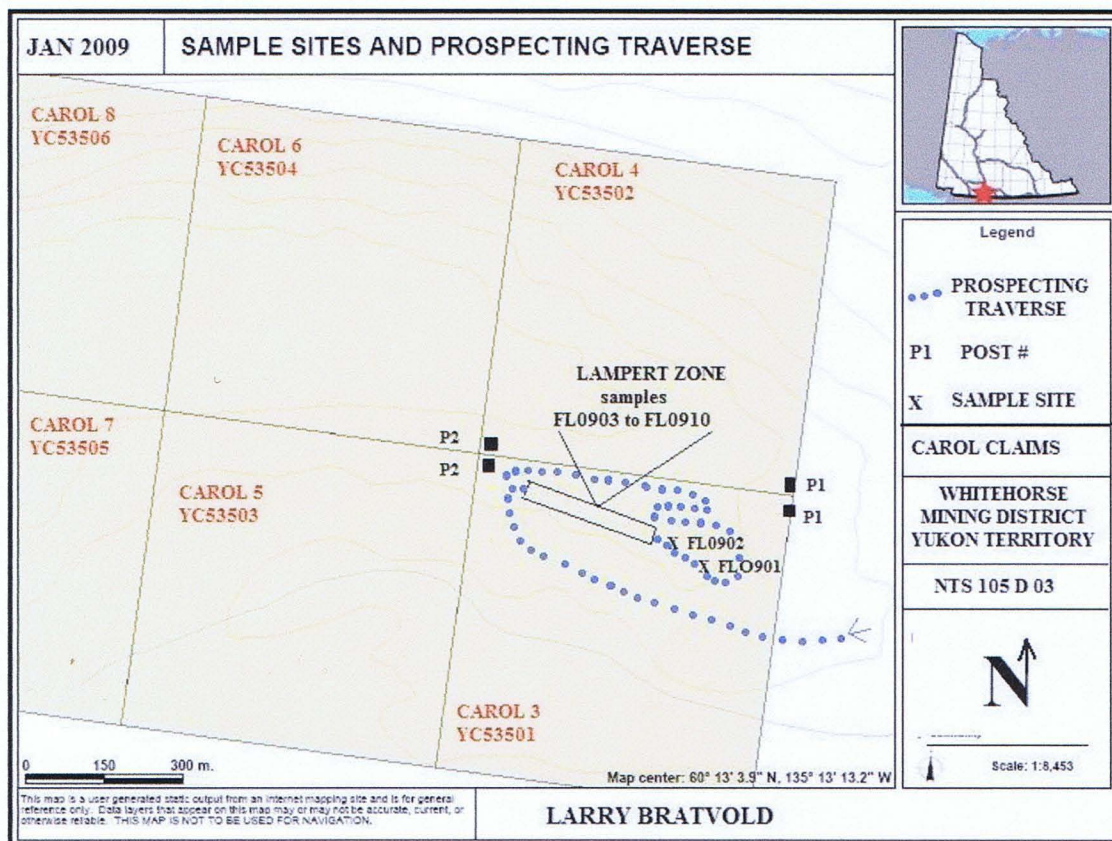 JAN 2009
SAMPLE SITES AND PROSPECTING TRAVERSE
CAROL 8
YC53506
CAROL 6
YC53504
CAROL 4
YC53502
LAMPERT ZONE
samples
FL0903 to FL0910
CAROL 7
YC53505
CAROL 5
YC53503
P2
P2
P1
P1
X FL0902
X FLO901
CAROL 3
YC53501
0 150 300 m.
Map center: 60° 13' 3.9" N, 135° 13' 13.2" W
This map is a user generated static output from an internet mapping site and is for general
reference only. Data layers that appear on this map may or may not be accurate, current, or
otherwise reliable. THIS MAP IS NOT TO BE USED FOR NAVIGATION.
LARRY BRATVOLD
Legend
PROSPECTING
TRAVERSE
P1 POST #
X SAMPLE SITE
CAROL CLAIMS
WHITEHORSE
MINING DISTRICT
YUKON TERRITORY
NTS 105 D 03
N
Scale: 1:8,453